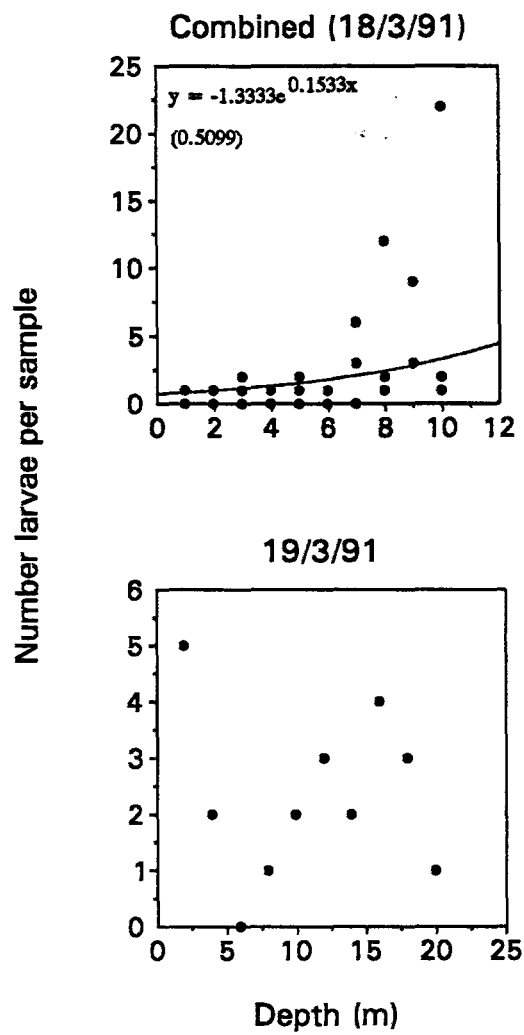 Combined (18/3/91)
25
20
15
10
5
0
y = -1.3333e^0.1533x
(0.5099)
0 2 4 6 8 10 12
Number larvae per sample
19/3/91
6
5
4
3
2
1
0
0 5 10 15 20 25
Depth (m)